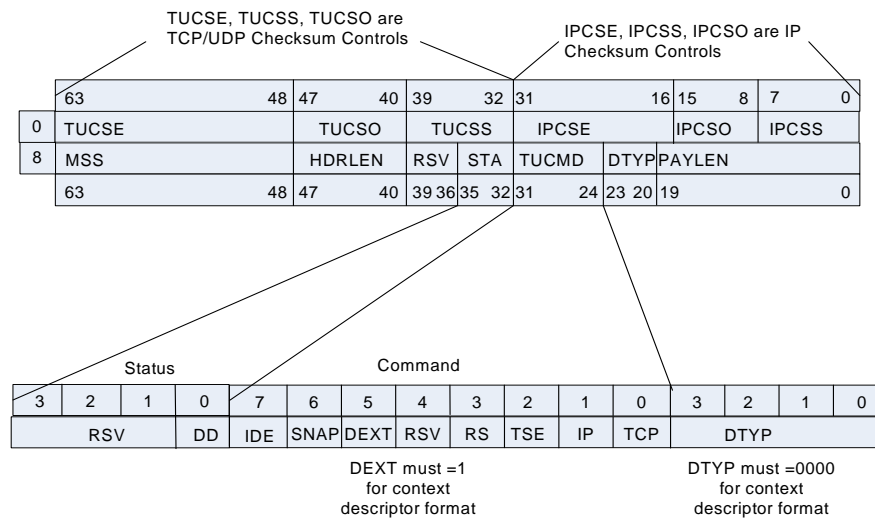 TUCSE, TUCSS, TUCSO are
TCP/UDP Checksum Controls
IPCSE, IPCSS, IPCSO are IP
Checksum Controls
63 48 47 40 39 32 31 16 15 8 7 0
0 TUCSE TUCSO TUCSS IPCSE IPCSO IPCSS
8 MSS HDRLEN RSV STA TUCMD DTYP PAYLEN
63 48 47 40 39 36 35 32 31 24 23 20 19 0
Status Command
3 2 1 0 7 6 5 4 3 2 1 0 3 2 1 0
RSV DD IDE SNAP DEXT RSV RS TSE IP TCP DTYP
DEXT must =1
for context
descriptor format
DTYP must =0000
for context
descriptor format